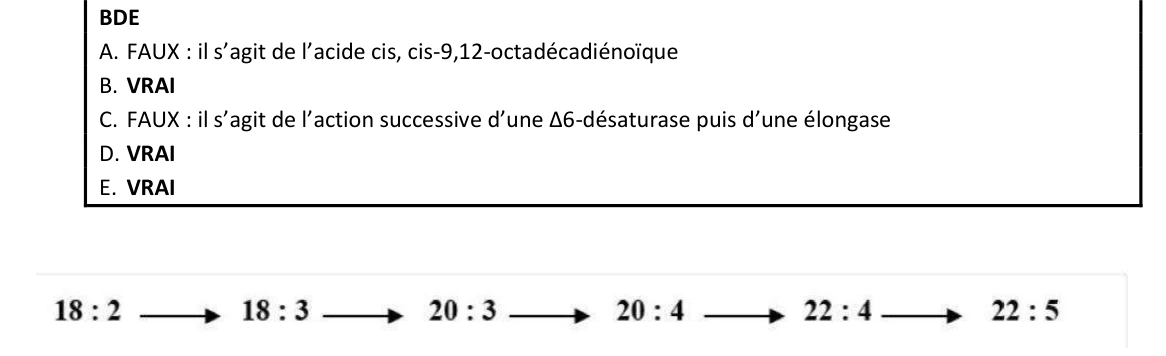 BDE
A. FAUX : il s’agit de l’acide cis, cis-9,12-octadécadiénoïque
B. VRAI
C. FAUX : il s’agit de l’action successive d’une Δ6-désaturase puis d’une élongase
D. VRAI
E. VRAI
18 : 2 → 18 : 3 → 20 : 3 → 20 : 4 → 22 : 4 → 22 : 5